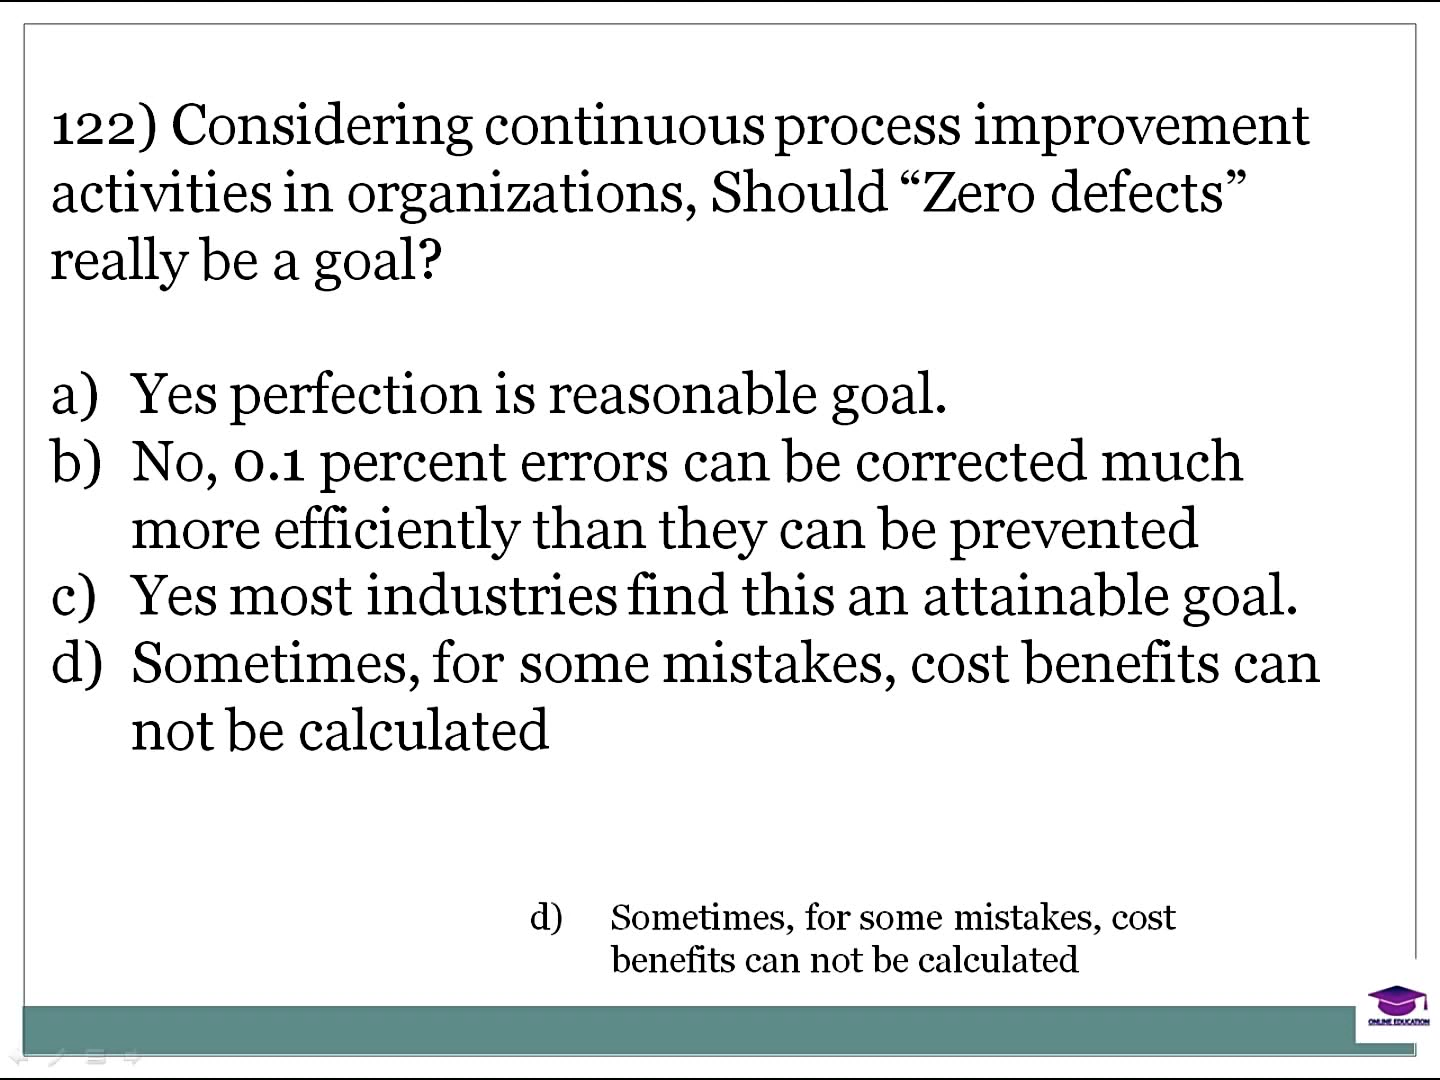 122) Considering continuous process improvement
activities in organizations, Should “Zero defects”
really be a goal?
a) Yes perfection is reasonable goal.
b) No, 0.1 percent errors can be corrected much
more efficiently than they can be prevented
c) Yes most industries find this an attainable goal.
d) Sometimes, for some mistakes, cost benefits can
not be calculated
d) Sometimes, for some mistakes, cost
benefits can not be calculated
ONLINE EDUCATION